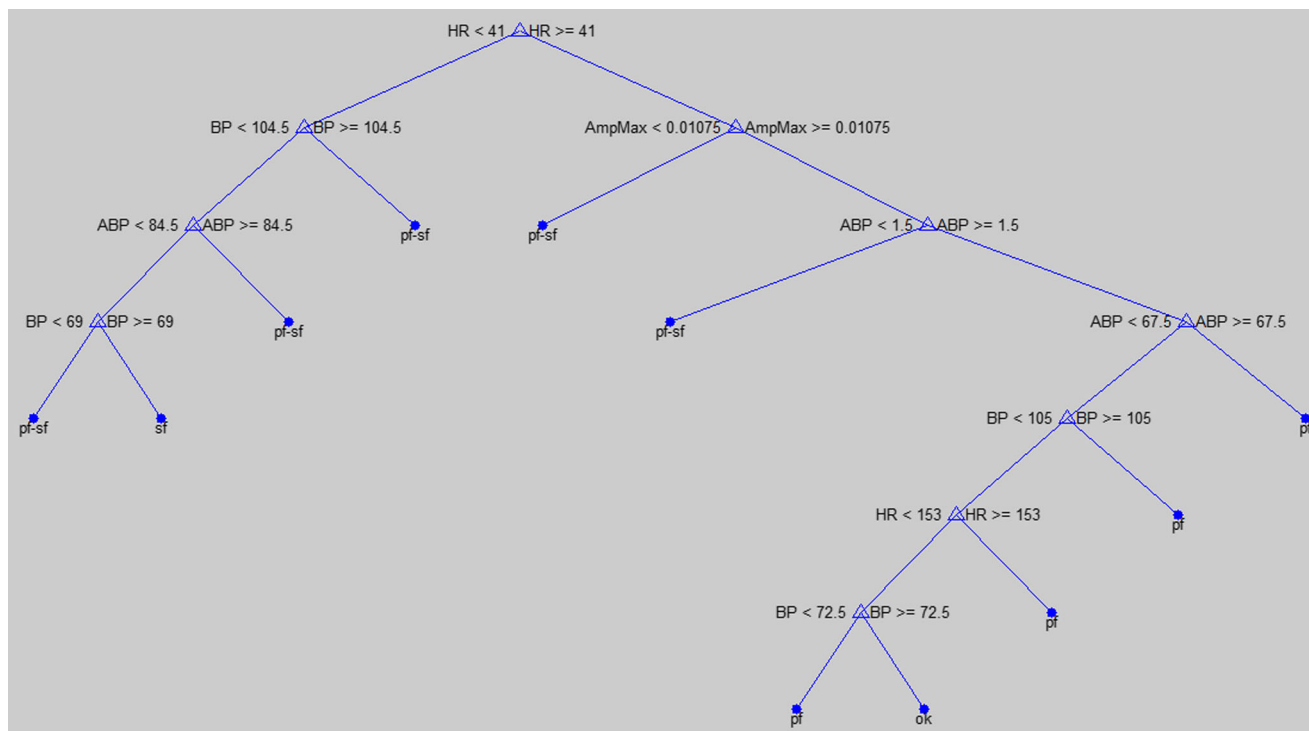 HR < 41 HR >= 41
BP < 104.5 BP >= 104.5
AmpMax < 0.01075 AmpMax >= 0.01075
ABP < 84.5 ABP >= 84.5
pf-sf
pf-sf
ABP < 1.5 ABP >= 1.5
BP < 69 BP >= 69
pf-sf
pf-sf
ABP < 67.5 ABP >= 67.5
pf-sf
sf
BP < 105 BP >= 105
pf
HR < 153 HR >= 153
pf
BP < 72.5 BP >= 72.5
pf
pf
ok